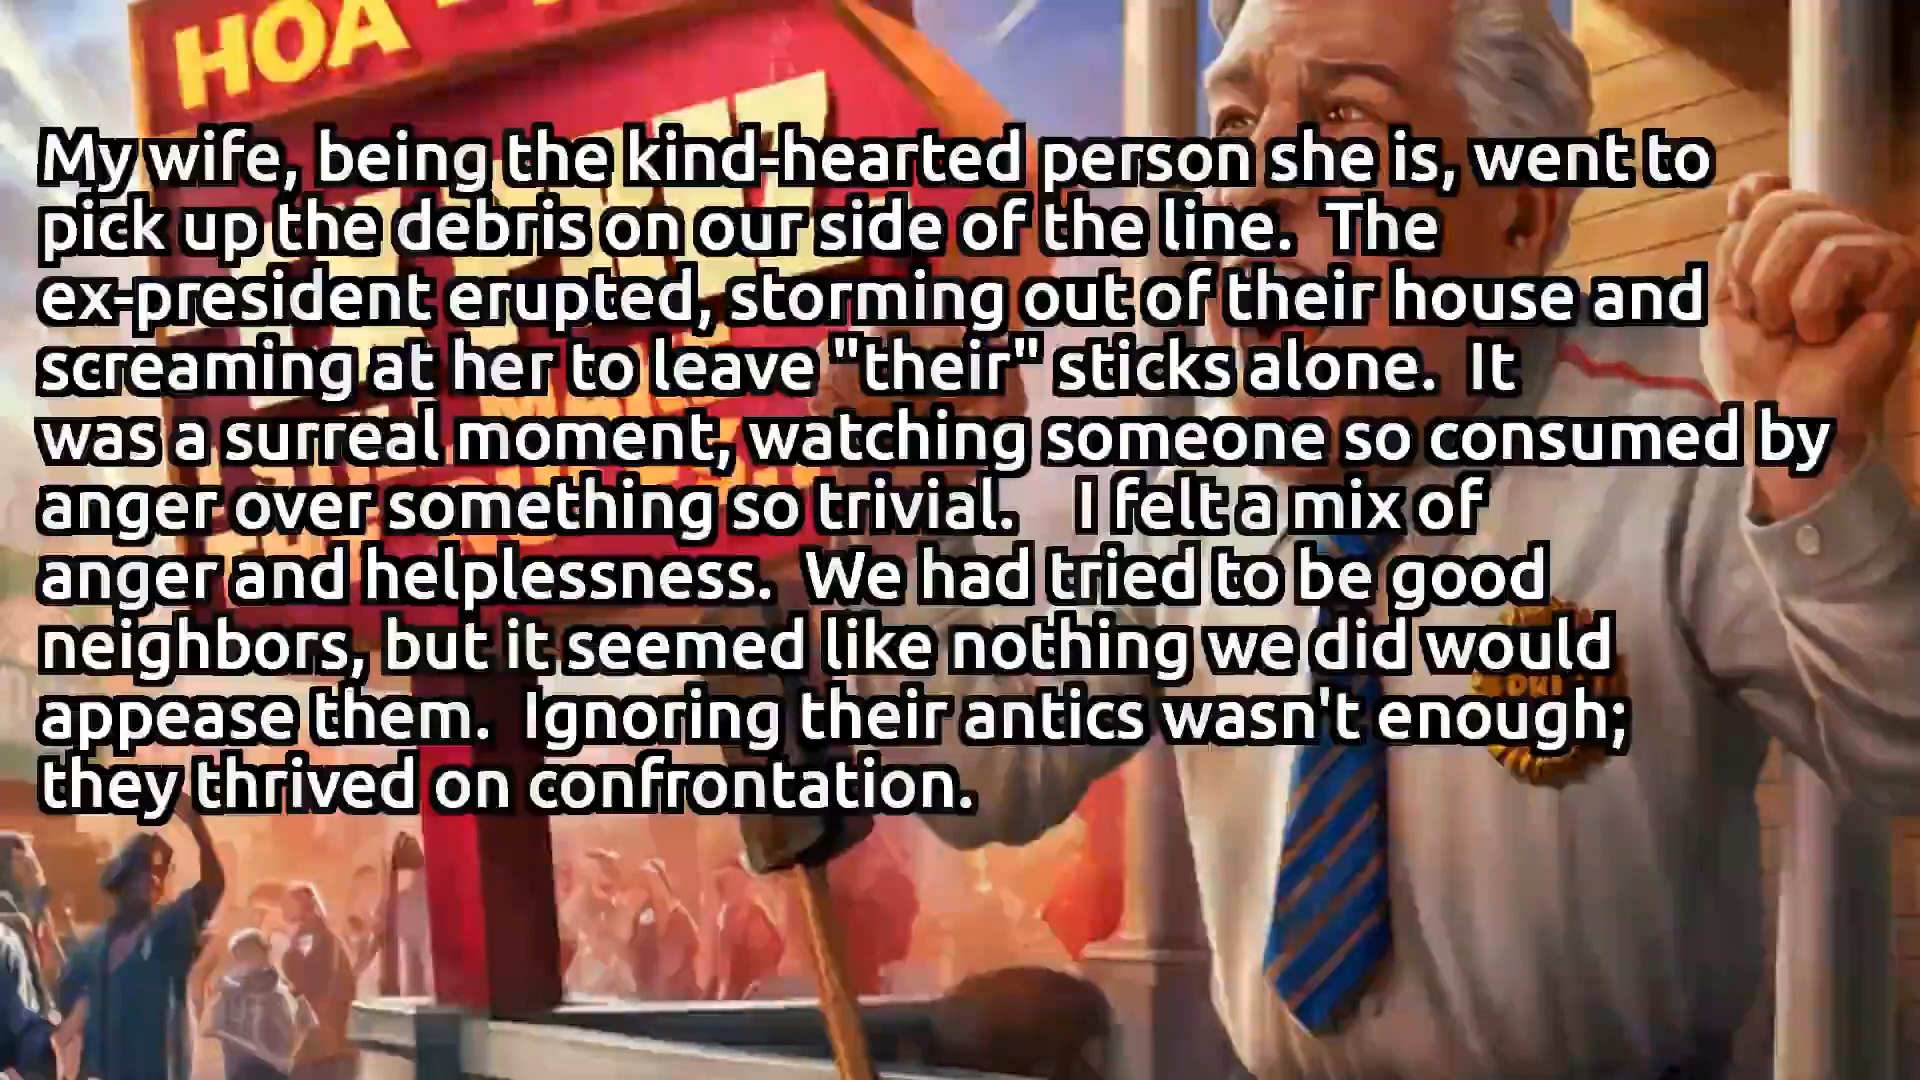 HOA
My wife, being the kind-hearted person she is, went to
pick up the debris on our side of the line.  The
ex-president erupted, storming out of their house and
screaming at her to leave "their" sticks alone.  It
was a surreal moment, watching someone so consumed by
anger over something so trivial.    I felt a mix of
anger and helplessness.  We had tried to be good
neighbors, but it seemed like nothing we did would
appease them.  Ignoring their antics wasn't enough;
they thrived on confrontation.